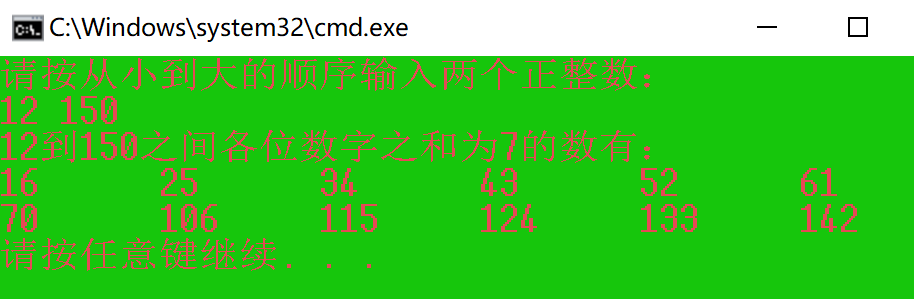 C:\Windows\system32\cmd.exe
请按从小到大的顺序输入两个正整数：
12 150
12到150之间各位数字之和为7的数有：
16 25 34 43 52 61
70 106 115 124 133 142
请按任意键继续. . .